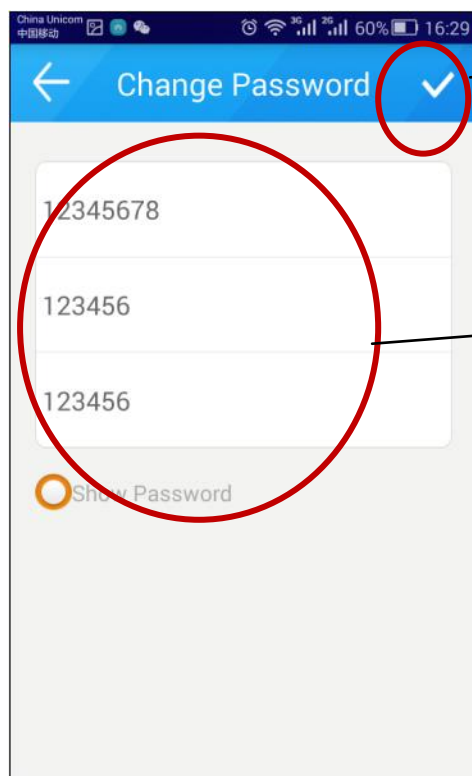 China Unicom
中国移动 3G 2G 60% 16:29
Change Password
12345678
123456
123456
Show Password